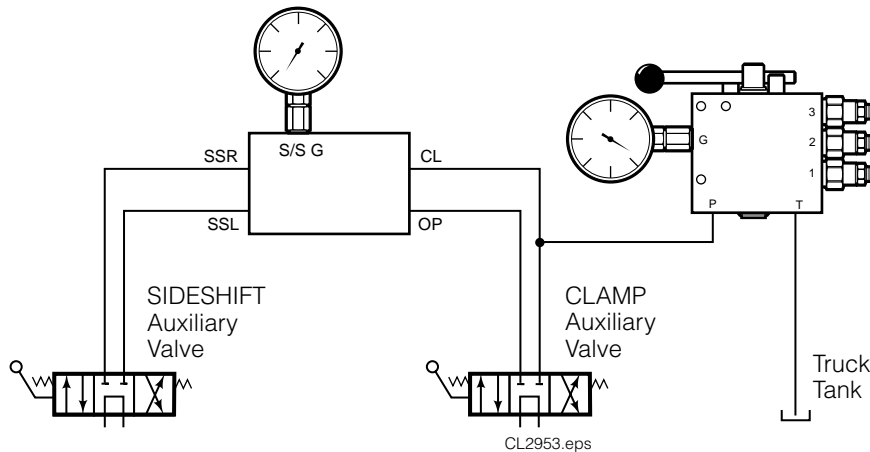 SSR
S/S G
CL
SSL
OP
G
3
2
1
P
T
SIDESHIFT
Auxiliary
Valve
CLAMP
Auxiliary
Valve
Truck
Tank
CL2953.eps